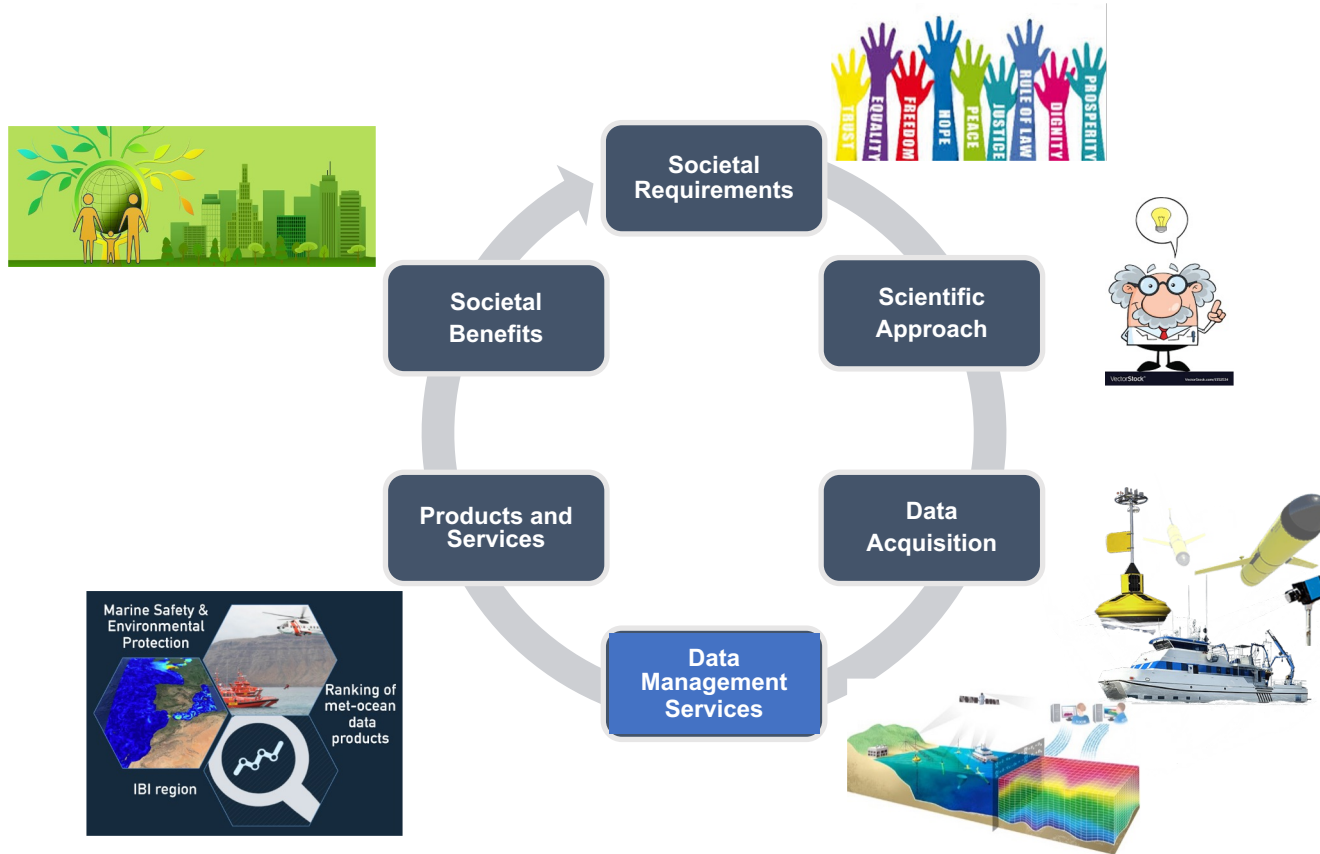 TRUST
EQUALITY
FREEDOM
HOPE
PEACE
JUSTICE
RULE OF LAW
DIGNITY
PROSPERITY
Societal
Requirements
Scientific
Approach
VectorStock®
Data
Acquisition
Data
Management
Services
Products and
Services
Societal
Benefits
Marine Safety &
Environmental
Protection
Ranking of
met-ocean
data
products
IBI region